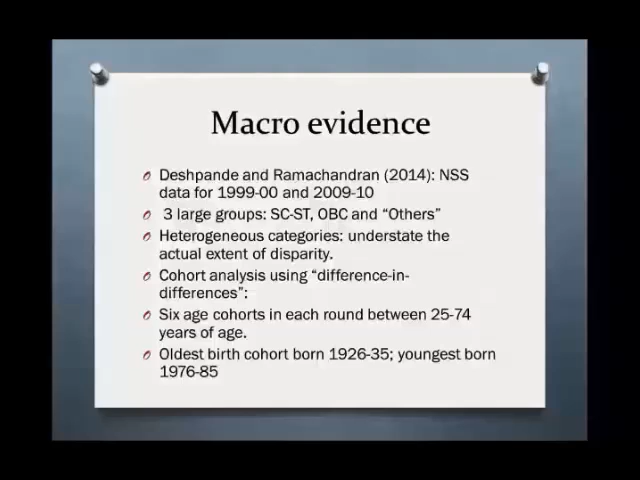 Macro evidence
Deshpande and Ramachandran (2014): NSS
data for 1999-00 and 2009-10
3 large groups: SC-ST, OBC and “Others”
Heterogeneous categories: understate the
actual extent of disparity.
Cohort analysis using “difference-in-
differences”:
Six age cohorts in each round between 25-74
years of age.
Oldest birth cohort born 1926-35; youngest born
1976-85